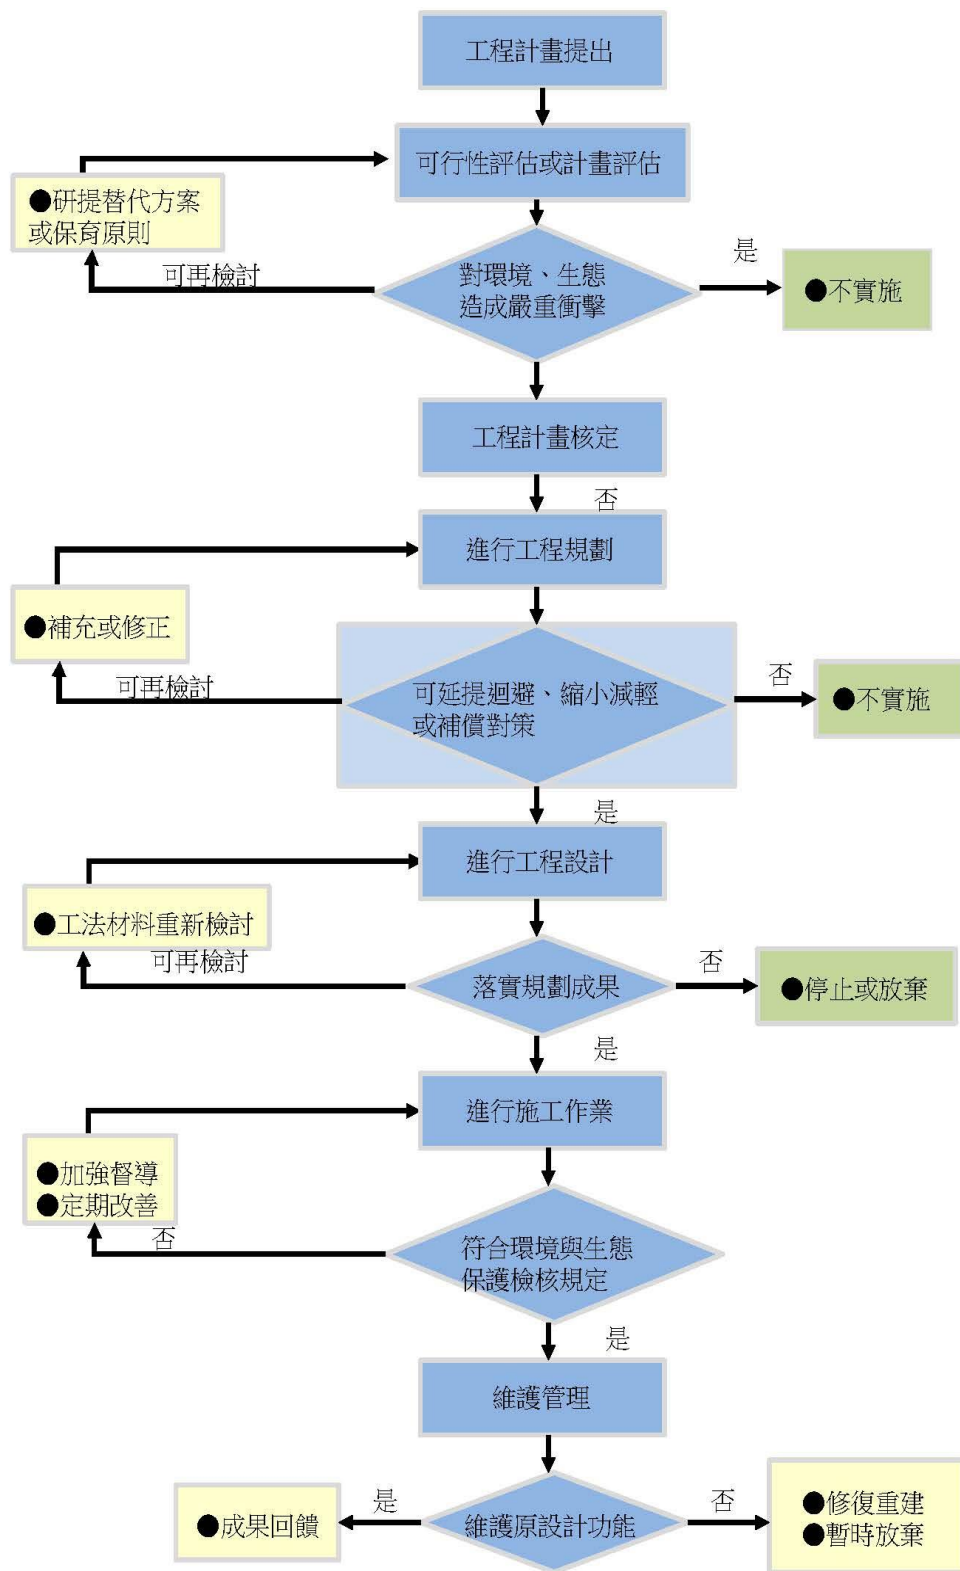 工程計畫提出
可行性評估或計畫評估
●研提替代方案
或保育原則
可再檢討
對環境、生態
造成嚴重衝擊
是
●不實施
工程計畫核定
否
進行工程規劃
●補充或修正
可再檢討
可延提迴避、縮小減輕
或補償對策
否
●不實施
是
進行工程設計
●工法材料重新檢討
可再檢討
落實規劃成果
否
●停止或放棄
是
進行施工作業
●加強督導
●定期改善
否
符合環境與生態
保護檢核規定
是
維護管理
●成果回饋
是
維護原設計功能
否
●修復重建
●暫時放棄